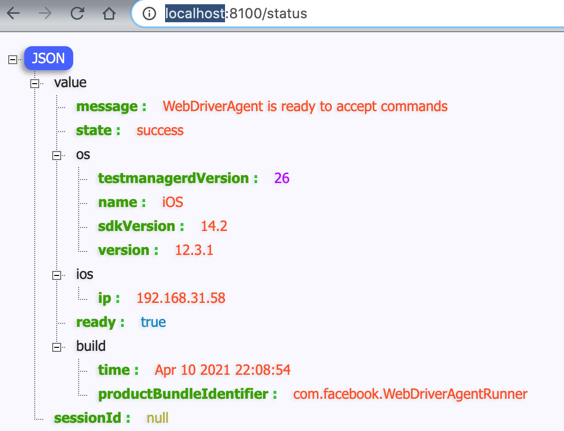 localhost:8100/status
JSON
value
message : WebDriverAgent is ready to accept commands
state : success
os
testmanagerdVersion : 26
name : iOS
sdkVersion : 14.2
version : 12.3.1
ios
ip : 192.168.31.58
ready : true
build
time : Apr 10 2021 22:08:54
productBundleIdentifier : com.facebook.WebDriverAgentRunner
sessionId : null